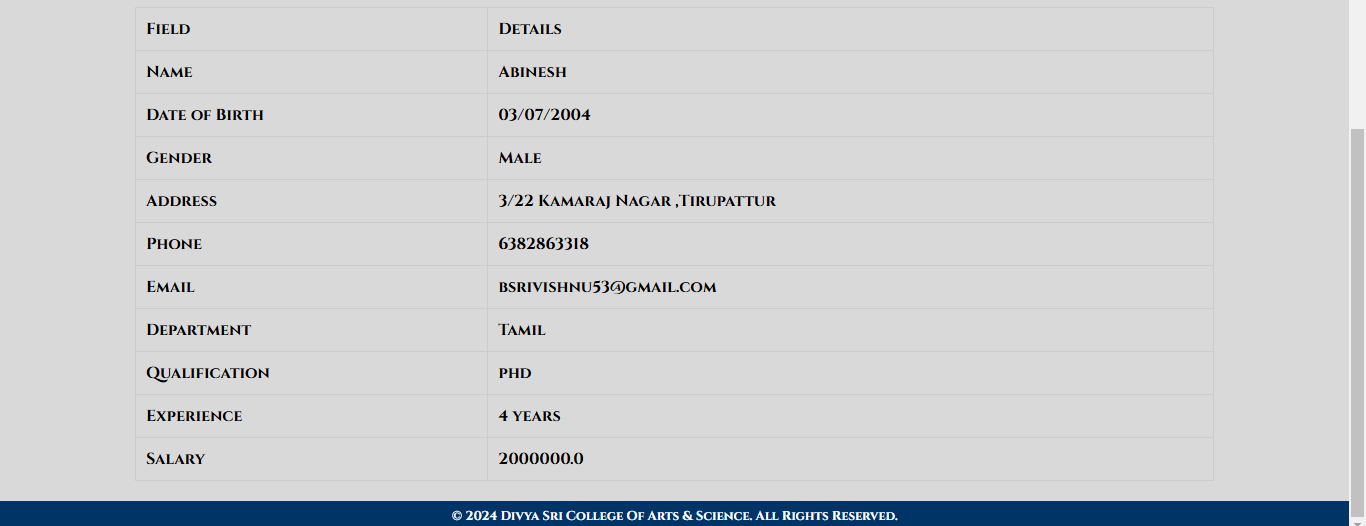 Field Details
Name Abinesh
Date of Birth 03/07/2004
Gender Male
Address 3/22 Kamaraj Nagar ,Tirupattur
Phone 6382863318
Email bsrivishnu53@gmail.com
Department Tamil
Qualification phd
Experience 4 years
Salary 2000000.0
© 2024 Divya Sri College Of Arts & Science. All Rights Reserved.